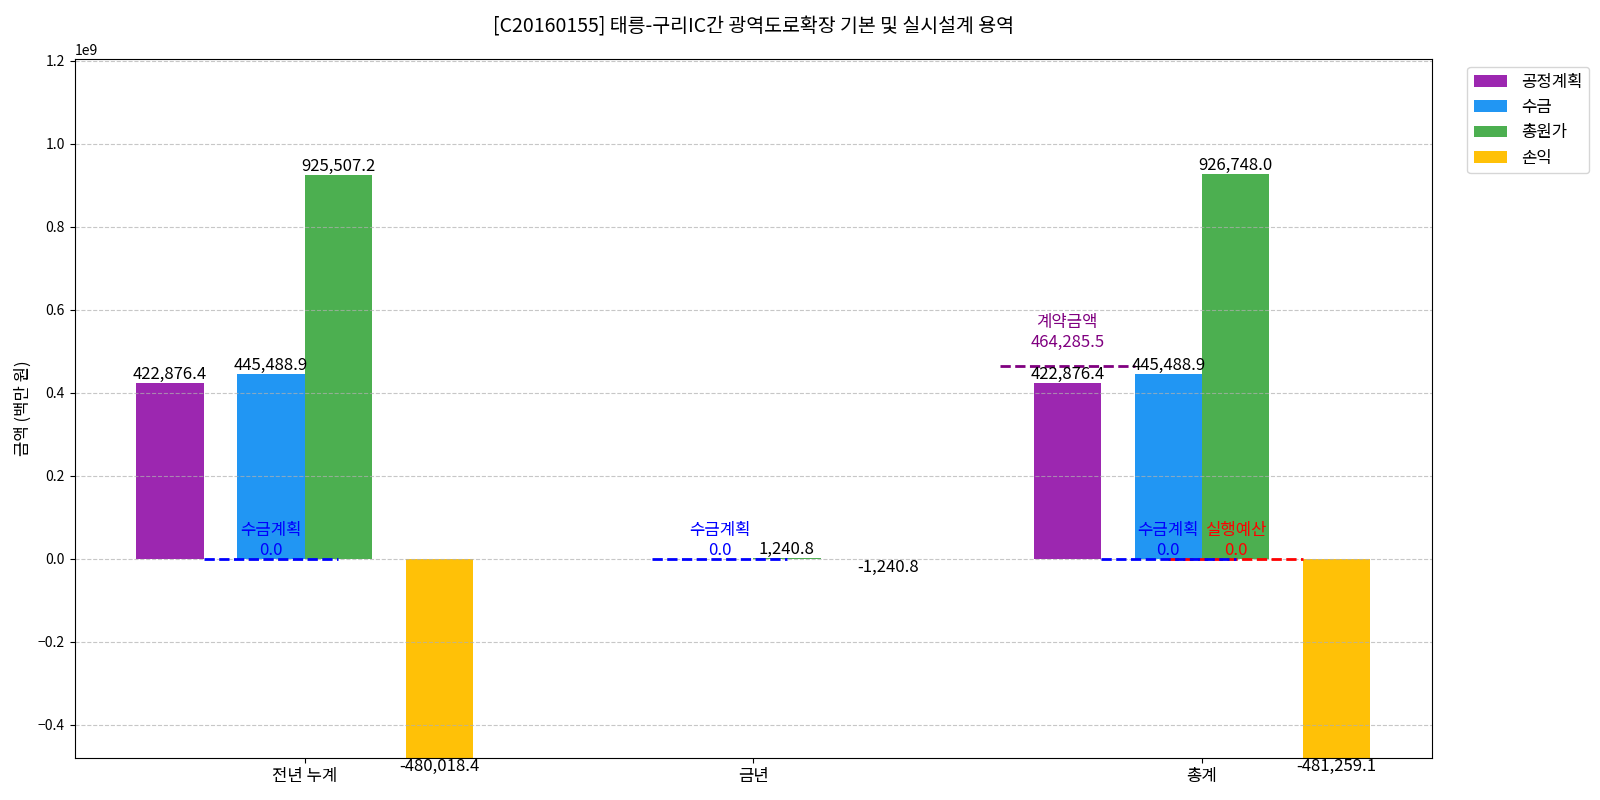 [C20160155] 태릉-구리IC간 광역도로확장 기본 및 실시설계 용역
1e9
1.2
1.0
0.8
0.6
0.4
0.2
0.0
−0.2
−0.4
금액 (백만 원)
925,507.2
422,876.4
445,488.9
수금계획
0.0
-480,018.4
수금계획
0.0
1,240.8
-1,240.8
926,748.0
계약금액
464,285.5
422,876.4
445,488.9
수금계획
0.0
실행예산
0.0
-481,259.1
전년 누계
금년
총계
공정계획
수금
총원가
손익